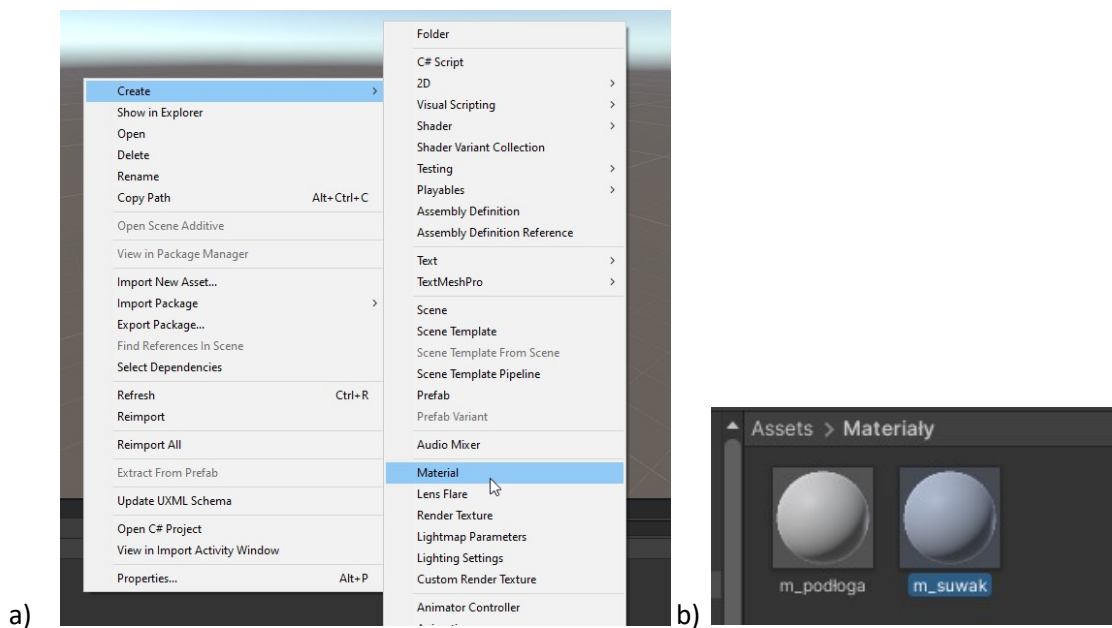 Create
Show in Explorer
Open
Delete
Rename
Copy Path Alt+Ctrl+C
Open Scene Additive
View in Package Manager
Import New Asset...
Import Package
Export Package...
Find References In Scene
Select Dependencies
Refresh Ctrl+R
Reimport
Reimport All
Extract From Prefab
Update UXML Schema
Open C# Project
View in Import Activity Window
Properties... Alt+P
Folder
C# Script
2D
Visual Scripting
Shader
Shader Variant Collection
Testing
Playables
Assembly Definition
Assembly Definition Reference
Text
TextMeshPro
Scene
Scene Template
Scene Template From Scene
Scene Template Pipeline
Prefab
Prefab Variant
Audio Mixer
Material
Lens Flare
Render Texture
Lightmap Parameters
Lighting Settings
Custom Render Texture
Animator Controller
a)
Assets > Materiały
m_podłoga m_suwak
b)